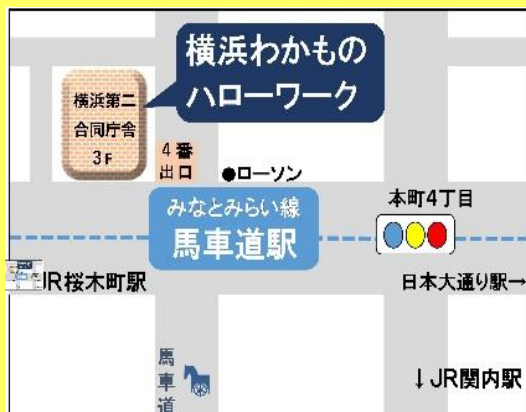 横浜わかもの
ハローワーク
横浜第二
合同庁舎
3F
4番
出口
●ローソン
みなとみらい線
馬車道駅
本町4丁目
JR桜木町駅
日本大通り駅→
馬車道
↓JR関内駅